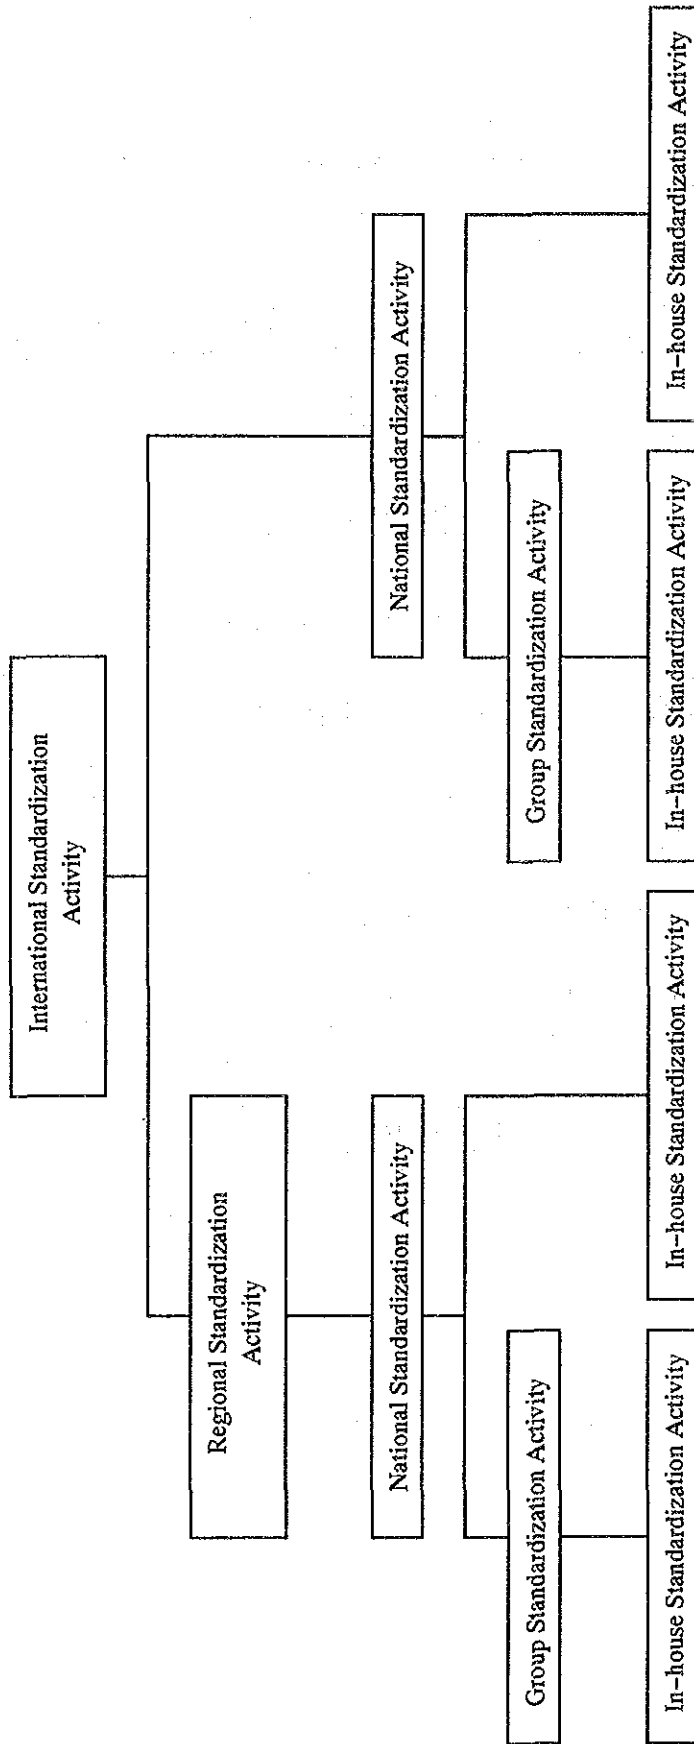 International Standardization
Activity
Regional Standardization
Activity
National Standardization Activity
National Standardization Activity
Group Standardization Activity
Group Standardization Activity
In-house Standardization Activity
In-house Standardization Activity
In-house Standardization Activity
In-house Standardization Activity